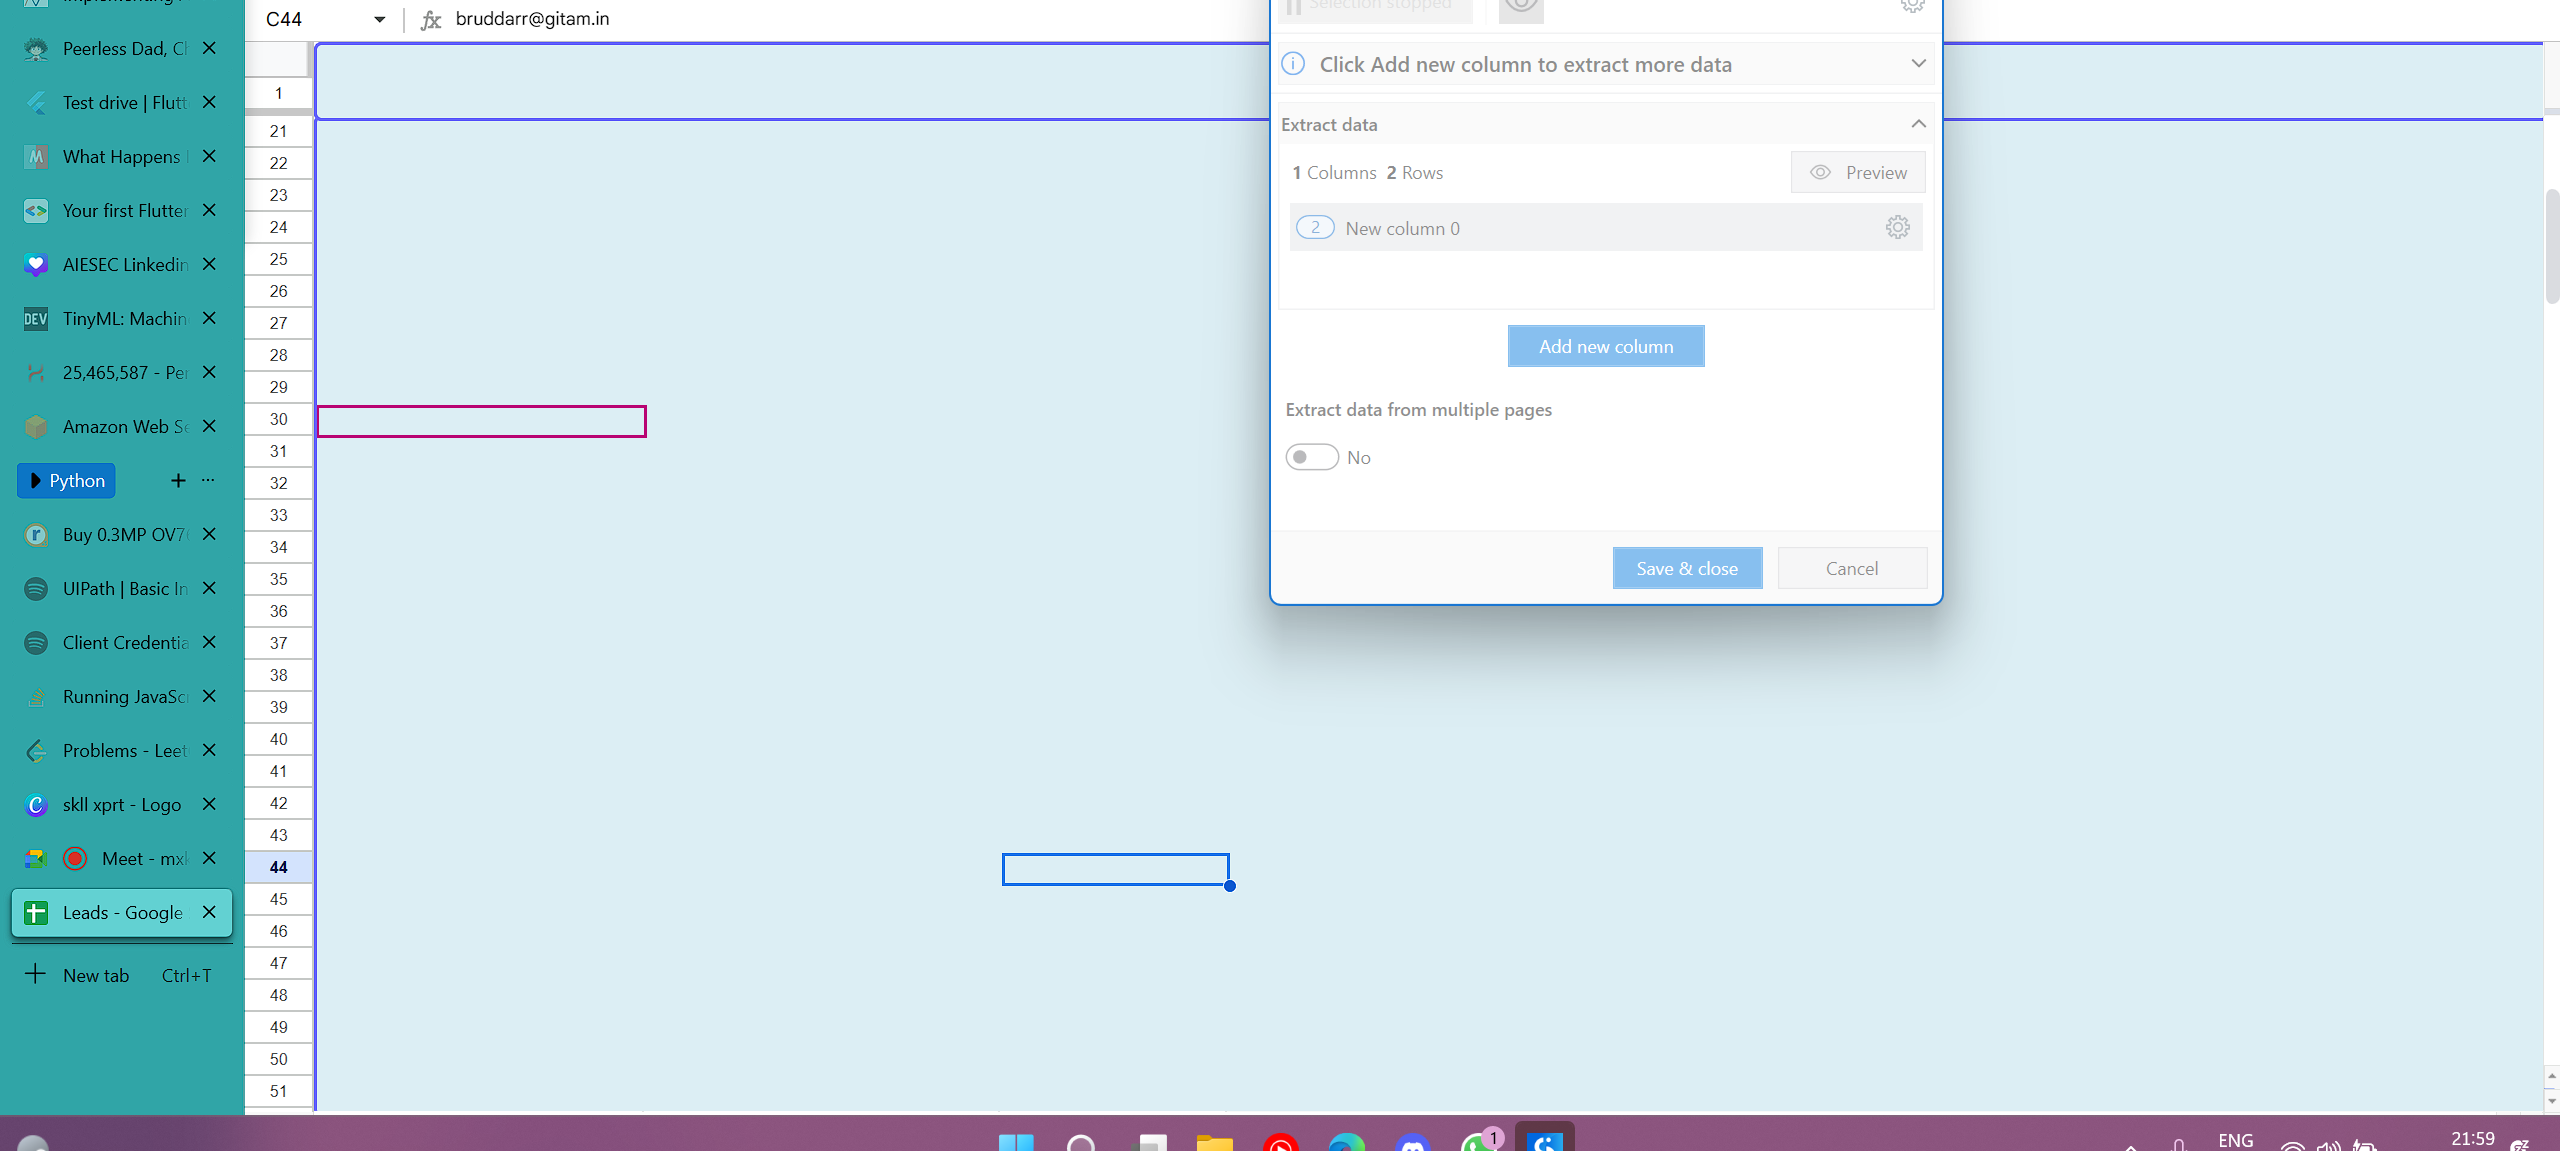 Peerless Dad, Cl
Test drive | Flutt
What Happens
Your first Flutter
AIESEC Linkedin
TinyML: Machin
25,465,587 - Per
Amazon Web Se
Python
Buy 0.3MP OV7
UIPath | Basic In
Client Credentia
Running JavaSc
Problems - Leet
skll xprt - Logo
Meet - mxl
Leads - Google
New tab Ctrl+T
C44 fx bruddarr@gitam.in
1
21
22
23
24
25
26
27
28
29
30
31
32
33
34
35
36
37
38
39
40
41
42
43
44
45
46
47
48
49
50
51
Selection stopped
Click Add new column to extract more data
Extract data
1 Columns 2 Rows
Preview
2 New column 0
Add new column
Extract data from multiple pages
No
Save & close Cancel
1
ENG
21:59